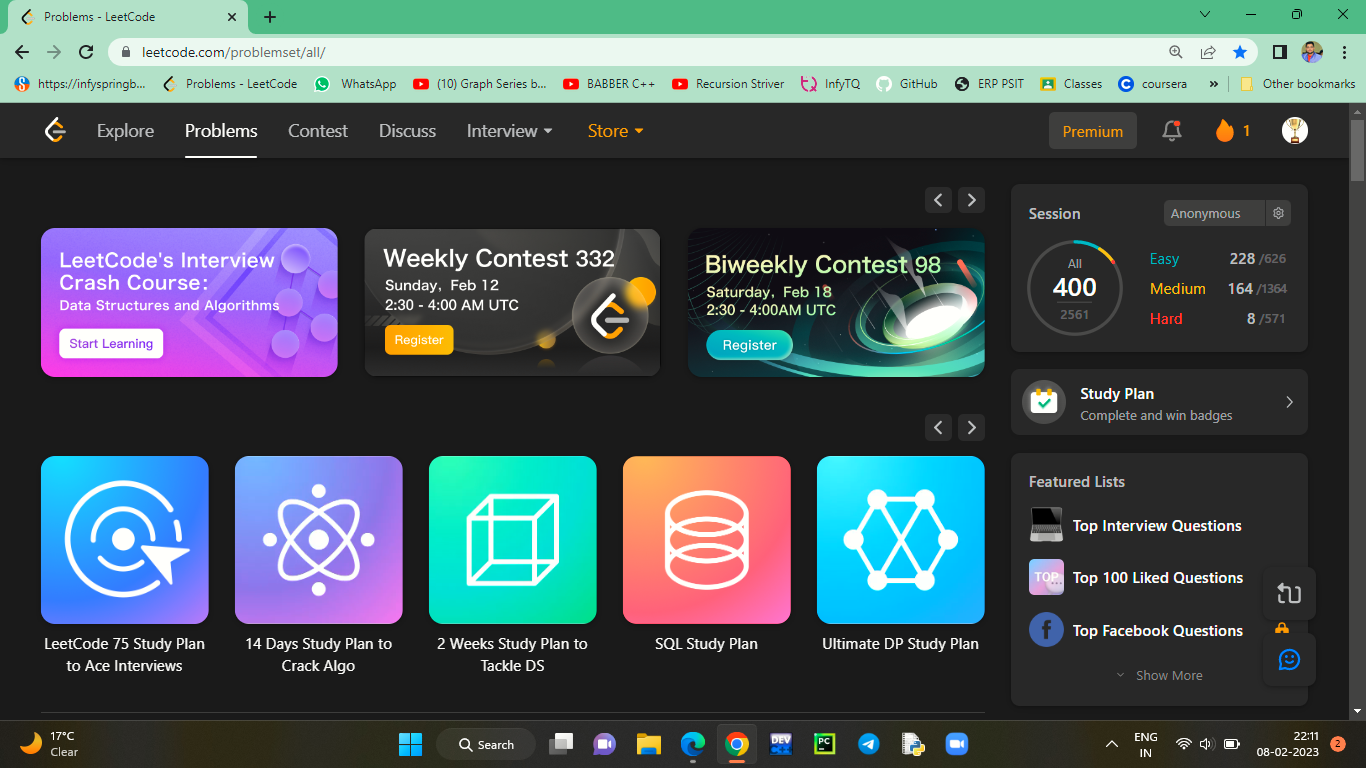 Problems - LeetCode
leetcode.com/problemset/all/
https://infyspringb...
Problems - LeetCode
WhatsApp
(10) Graph Series b...
BABBER C++
Recursion Striver
InfyTQ
GitHub
ERP PSIT
Classes
coursera
»
Other bookmarks
Explore
Problems
Contest
Discuss
Interview
Store
Premium
1
LeetCode's Interview
Crash Course:
Data Structures and Algorithms
Start Learning
Weekly Contest 332
Sunday, Feb 12
2:30 - 4:00 AM UTC
Register
Biweekly Contest 98
Saturday, Feb 18
2:30 - 4:00AM UTC
Register
Session
Anonymous
All
400
2561
Easy 228 /626
Medium 164 /1364
Hard 8 /571
Study Plan
Complete and win badges
LeetCode 75 Study Plan
to Ace Interviews
14 Days Study Plan to
Crack Algo
2 Weeks Study Plan to
Tackle DS
SQL Study Plan
Ultimate DP Study Plan
Featured Lists
Top Interview Questions
TOP
Top 100 Liked Questions
f
Top Facebook Questions
Show More
17°C
Clear
Search
DEV
PC
ENG
IN
22:11
08-02-2023
2